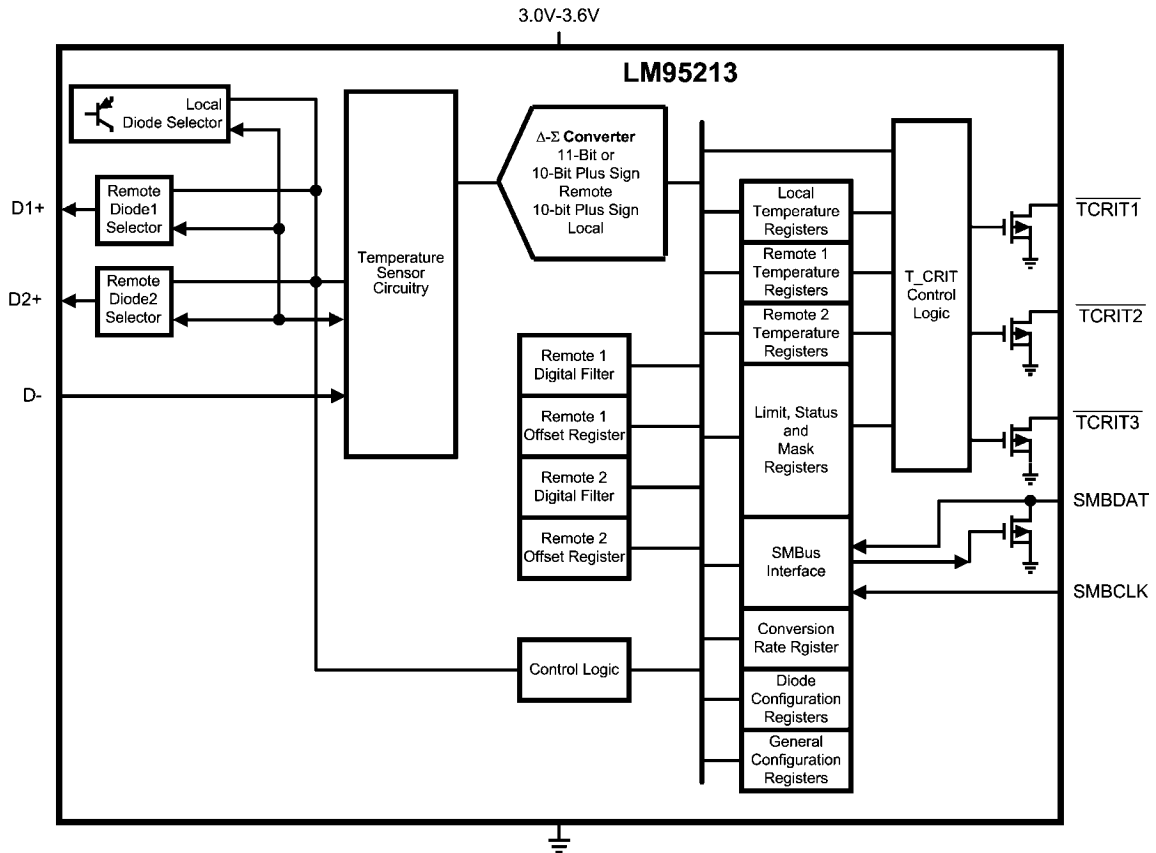 3.0V-3.6V
LM95213
Local
Diode Selector
D1+
Remote
Diode1
Selector
D2+
Remote
Diode2
Selector
D-
Temperature
Sensor
Circuitry
Δ-Σ Converter
11-Bit or
10-Bit Plus Sign
Remote
10-bit Plus Sign
Local
Remote 1
Digital Filter
Remote 1
Offset Register
Remote 2
Digital Filter
Remote 2
Offset Register
Control Logic
Local
Temperature
Registers
Remote 1
Temperature
Registers
Remote 2
Temperature
Registers
Limit, Status
and
Mask
Registers
SMBus
Interface
Conversion
Rate Rgister
Diode
Configuration
Registers
General
Configuration
Registers
T_CRIT
Control
Logic
TCRIT1
TCRIT2
TCRIT3
SMBDAT
SMBCLK